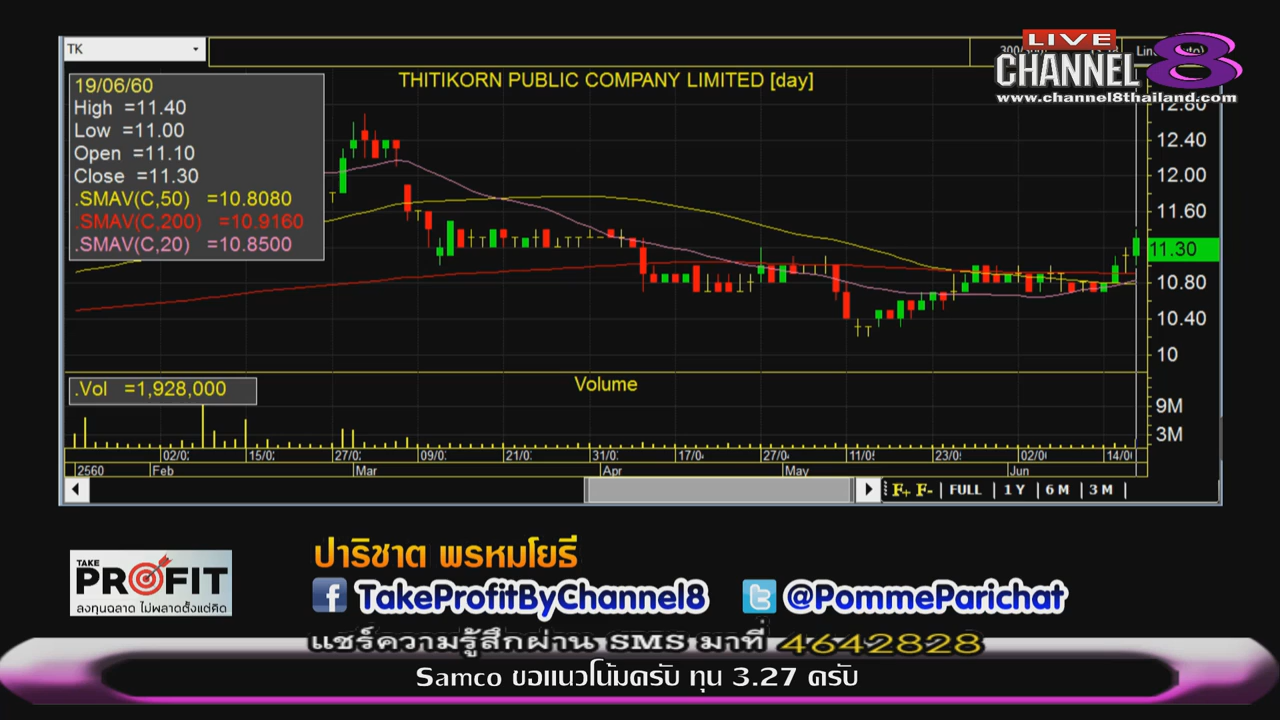 TK
LIVE
CHANNEL 8
www.channel8thailand.com
THITIKORN PUBLIC COMPANY LIMITED [day]
19/06/60
High =11.40
Low =11.00
Open =11.10
Close =11.30
.SMAV(C,50) =10.8080
.SMAV(C,200) =10.9160
.SMAV(C,20) =10.8500
12.80
12.40
12.00
11.60
11.30
10.80
10.40
10
.Vol =1,928,000
Volume
9M
3M
02/0 15/0 27/0 09/0 21/0 31/0 17/0 27/0 11/0 23/0 02/0 14/0
2560 Feb Mar Apr May Jun
F+ F- FULL 1 Y 6 M 3 M
TAKE
PROFIT
ลงทุนฉลาด ไม่พลาดตั้งแต่คิด
ปาริชาต พรหมโยธี
TakeProfitByChannel8 @PommeParichat
แชร์ความรู้สึกผ่าน SMS มาที่ 4642828
Samco ขอแนวโน้มครับ ทุน 3.27 ครับ